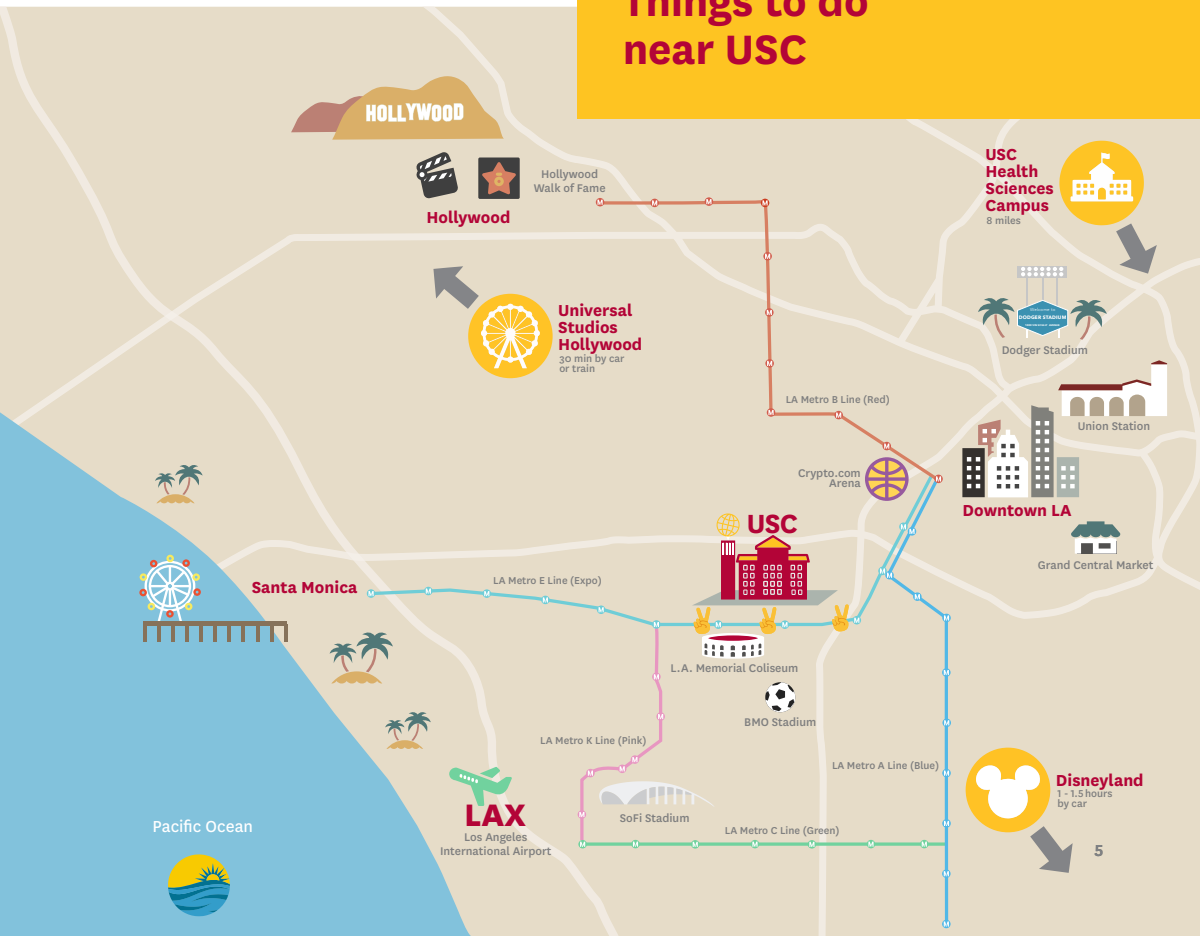 Things to do
near USC
HOLLYWOOD
Hollywood
Walk of Fame
Hollywood
USC
Health
Sciences
Campus
8 miles
Universal
Studios
Hollywood
30 min by car
or train
Welcome to
DODGER STADIUM
Dodger Stadium
LA Metro B Line (Red)
Union Station
Crypto.com
Arena
Downtown LA
USC
Grand Central Market
Santa Monica
LA Metro E Line (Expo)
L.A. Memorial Coliseum
BMO Stadium
LA Metro K Line (Pink)
LA Metro A Line (Blue)
Disneyland
1 - 1.5 hours
by car
LAX
Los Angeles
International Airport
SoFi Stadium
LA Metro C Line (Green)
Pacific Ocean
5